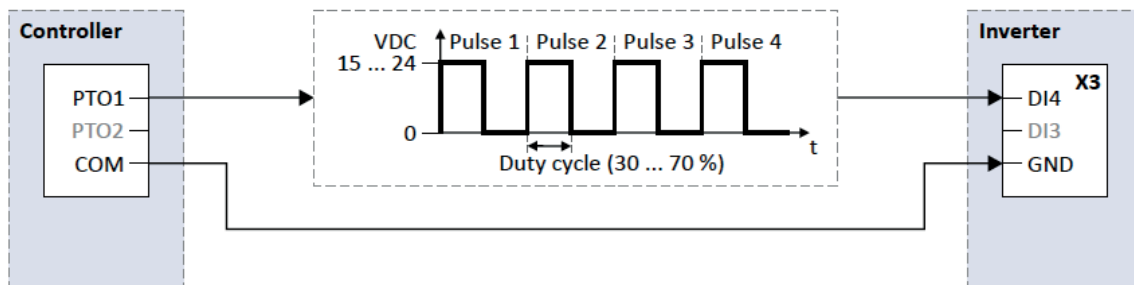 Controller
PTO1
PTO2
COM
VDC
15 ... 24
0
Pulse 1
Pulse 2
Pulse 3
Pulse 4
t
Duty cycle (30 ... 70 %)
Inverter
X3
DI4
DI3
GND